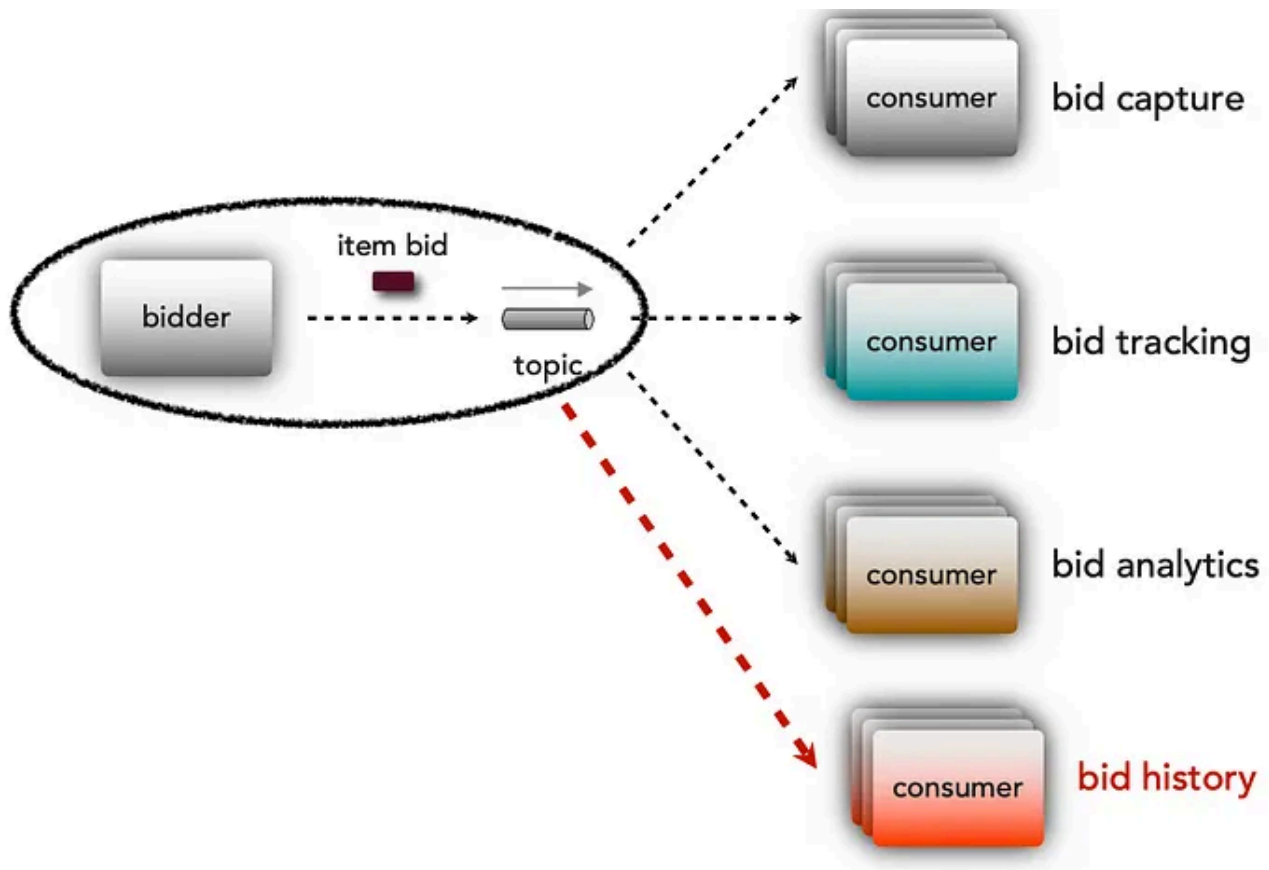 consumer
bid capture
item bid
bidder
topic
consumer
bid tracking
consumer
bid analytics
consumer
bid history